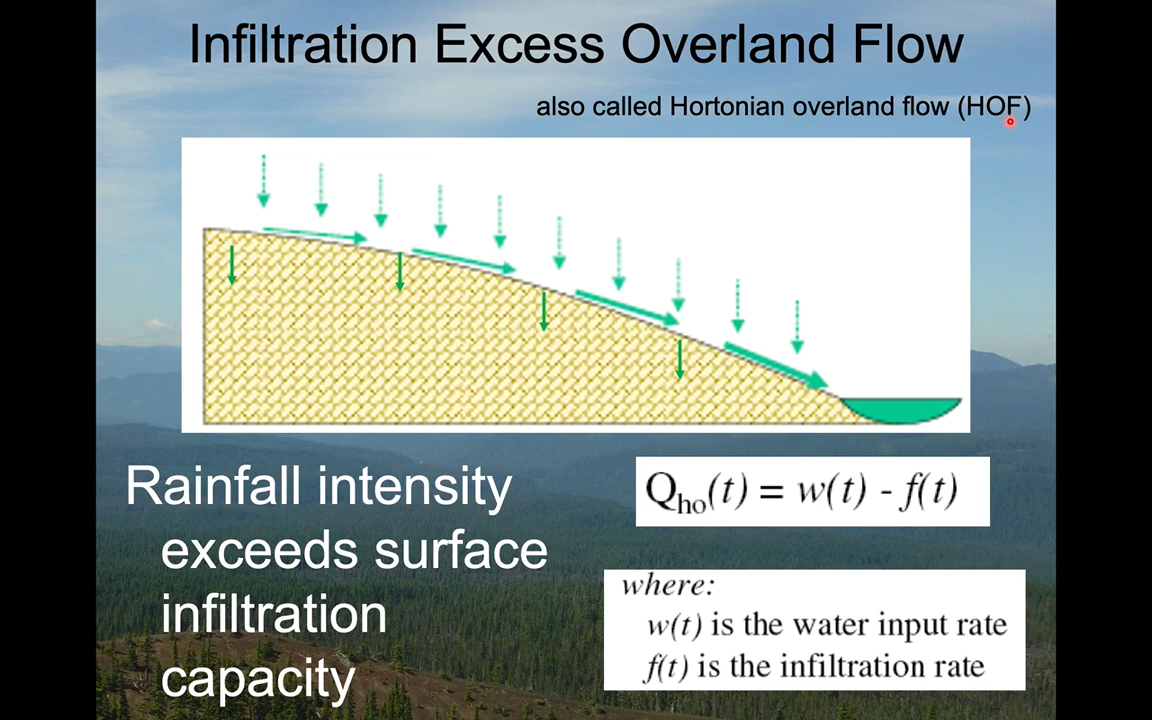 Infiltration Excess Overland Flow
also called Hortonian overland flow (HOF)
Rainfall intensity
exceeds surface
infiltration
capacity
Qho(t) = w(t) - f(t)
where:
w(t) is the water input rate
f(t) is the infiltration rate